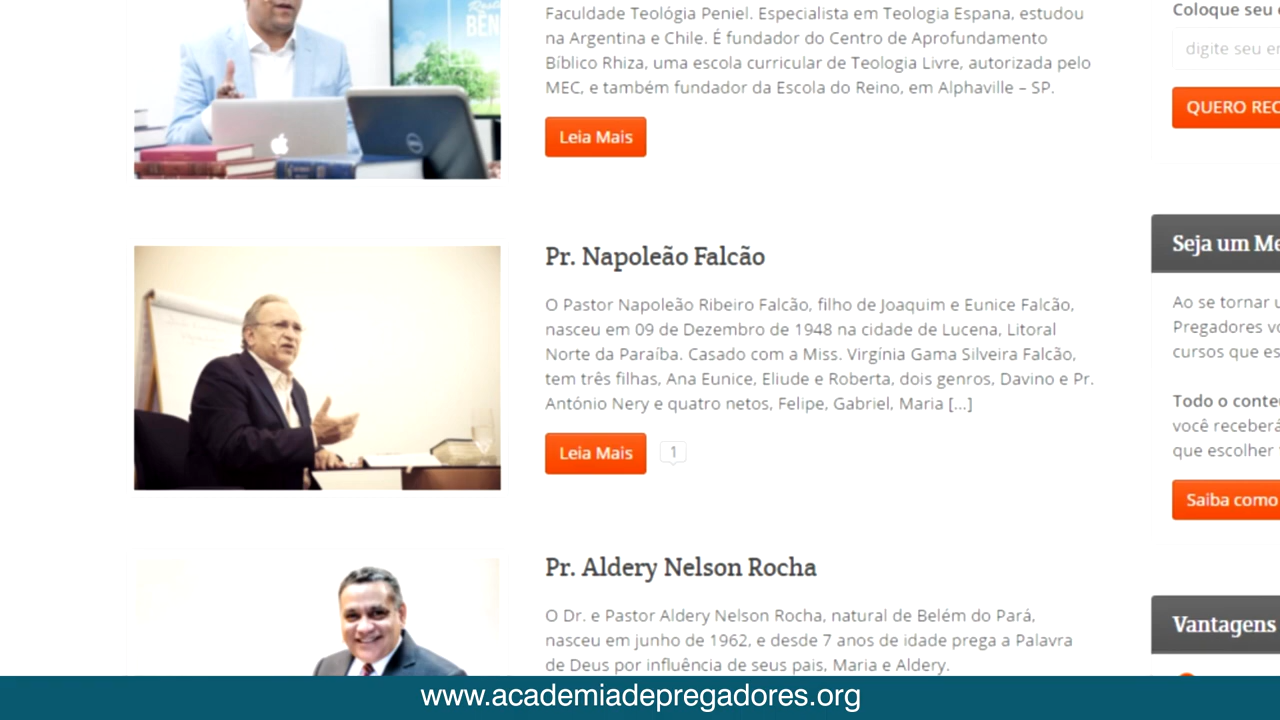 BÊN
Faculdade Teológia Peniel. Especialista em Teologia Espana, estudou
na Argentina e Chile. É fundador do Centro de Aprofundamento
Bíblico Rhiza, uma escola curricular de Teologia Livre, autorizada pelo
MEC, e também fundador da Escola do Reino, em Alphaville – SP.
Leia Mais
Pr. Napoleão Falcão
O Pastor Napoleão Ribeiro Falcão, filho de Joaquim e Eunice Falcão,
nasceu em 09 de Dezembro de 1948 na cidade de Lucena, Litoral
Norte da Paraíba. Casado com a Miss. Virgínia Gama Silveira Falcão,
tem três filhas, Ana Eunice, Eliude e Roberta, dois genros, Davino e Pr.
António Nery e quatro netos, Felipe, Gabriel, Maria [...]
Leia Mais
1
Pr. Aldery Nelson Rocha
O Dr. e Pastor Aldery Nelson Rocha, natural de Belém do Pará,
nasceu em junho de 1962, e desde 7 anos de idade prega a Palavra
de Deus por influência de seus pais, Maria e Aldery.
Coloque seu
digite seu
QUERO REC
Seja um Me
Ao se tornar
Pregadores
cursos que es
Todo o conte
você receberá
que escolher
Saiba como
Vantagens
www.academiadepregadores.org